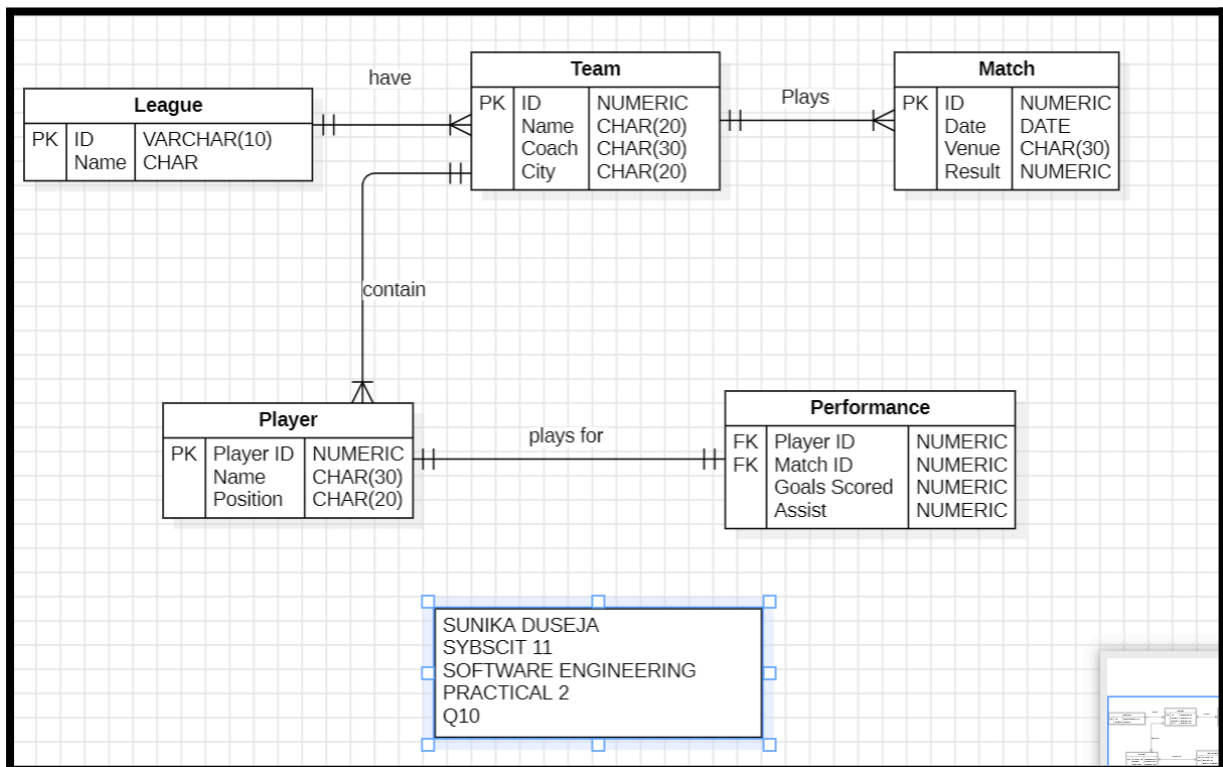 have
Team
PK ID NUMERIC
Name CHAR(20)
Coach CHAR(30)
City CHAR(20)
Plays
Match
PK ID NUMERIC
Date DATE
Venue CHAR(30)
Result NUMERIC
League
PK ID VARCHAR(10)
Name CHAR
contain
Player
PK Player ID NUMERIC
Name CHAR(30)
Position CHAR(20)
plays for
Performance
FK Player ID NUMERIC
FK Match ID NUMERIC
Goals Scored NUMERIC
Assist NUMERIC
SUNIKA DUSEJA
SYBSCIT 11
SOFTWARE ENGINEERING
PRACTICAL 2
Q10